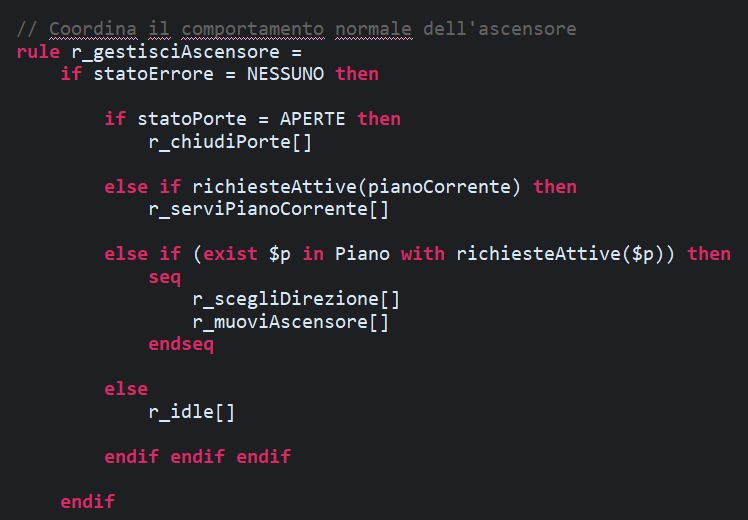 // Coordina il comportamento normale dell'ascensore
rule r_gestisciAscensore =
    if statoErrore = NESSUNO then

        if statoPorte = APERTE then
            r_chiudiPorte[]

        else if richiesteAttive(pianoCorrente) then
            r_serviPianoCorrente[]

        else if (exist $p in Piano with richiesteAttive($p)) then
            seq
                r_scegliDirezione[]
                r_muoviAscensore[]
            endseq

        else
            r_idle[]

        endif endif endif

    endif